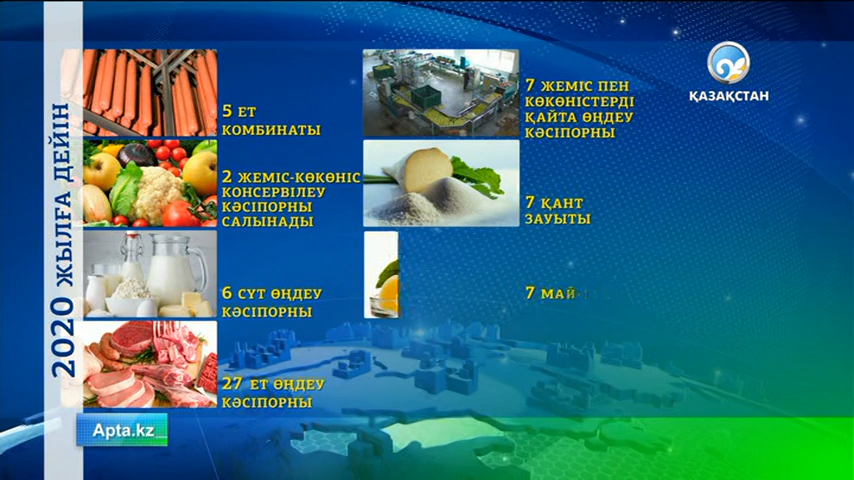 2020 ЖЫЛҒА ДЕЙІН
5 ЕТ
КОМБИНАТЫ
2 ЖЕМІС-КӨКӨНІС
КОНСЕРВІЛЕУ
КӘСІПОРНЫ
САЛЫНАДЫ
6 СҮТ ӨҢДЕУ
КӘСІПОРНЫ
27 ЕТ ӨҢДЕУ
КӘСІПОРНЫ
7 ЖЕМІС ПЕН
КӨКӨНІСТЕРДІ
ҚАЙТА ӨҢДЕУ
КӘСІПОРНЫ
7 ҚАНТ
ЗАУЫТЫ
7 МАЙ
ҚАЗАҚСТАН
Apta.kz